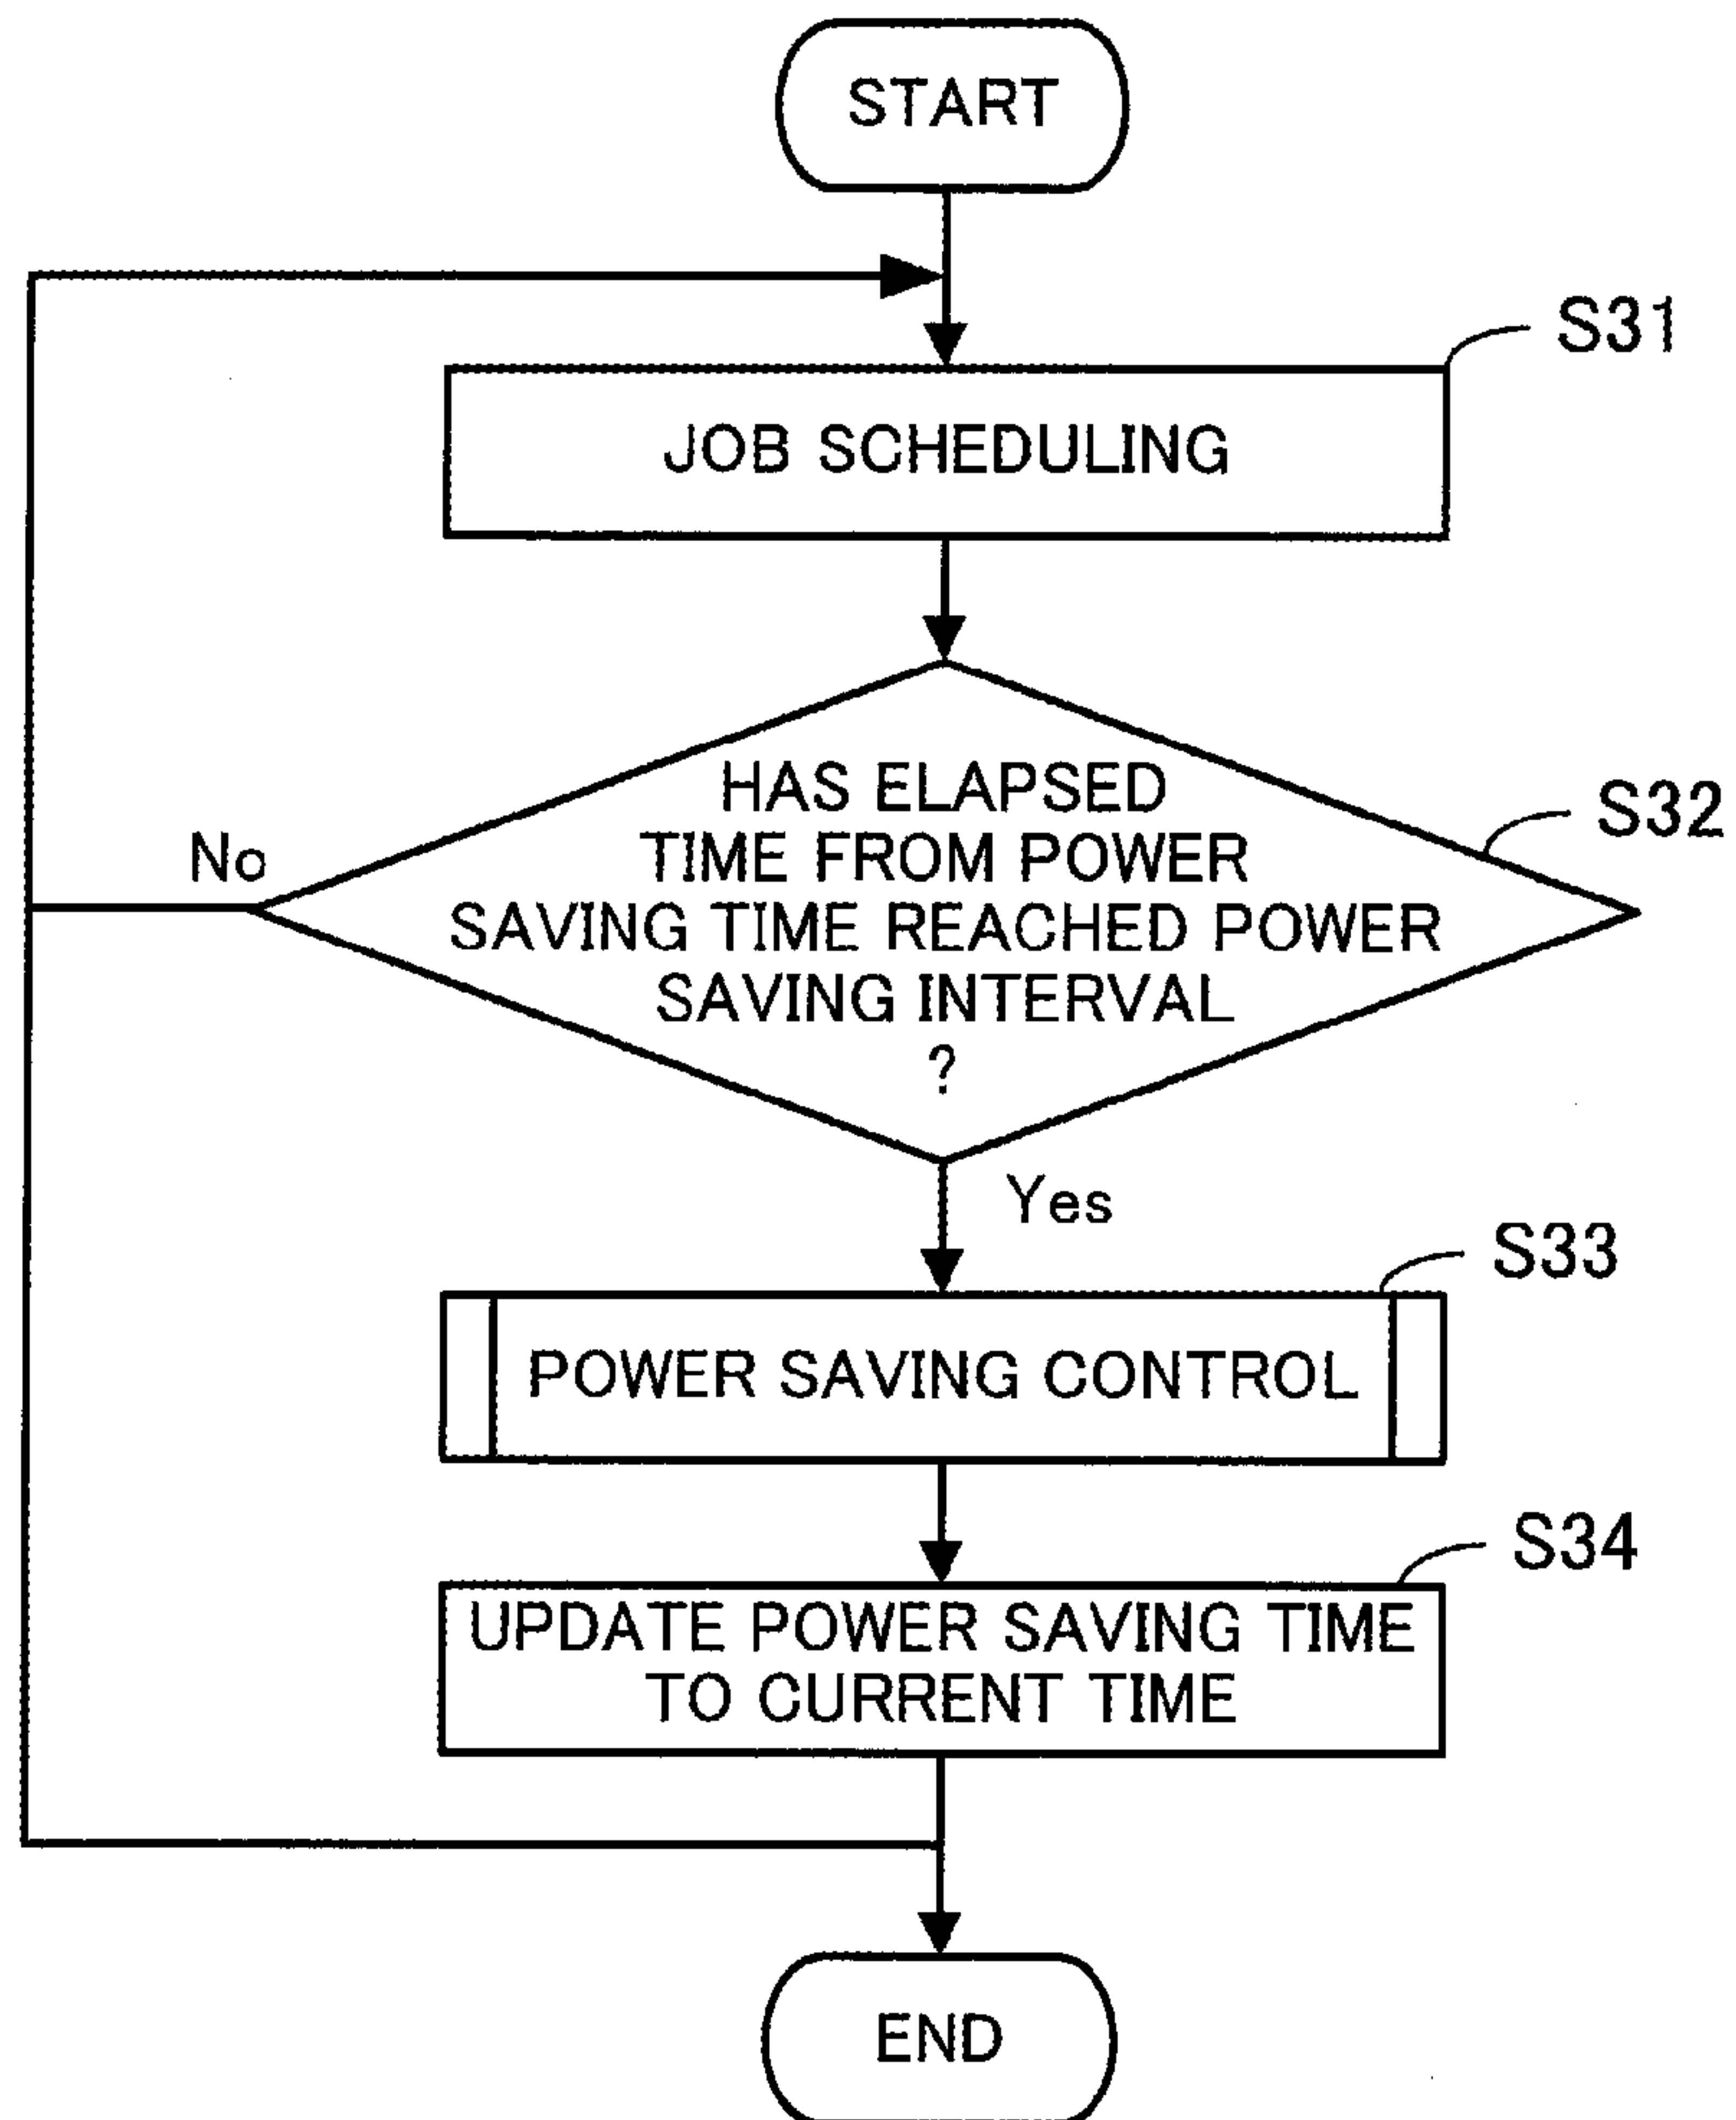 START
S31
JOB SCHEDULING
HAS ELAPSED
S32
TIME FROM POWER
No
SAVING TIME REACHED POWER
SAVING INTERVAL
?
Yes
S33
POWER SAVING CONTROL
S34
UPDATE POWER SAVING TIME
TO CURRENT TIME
END